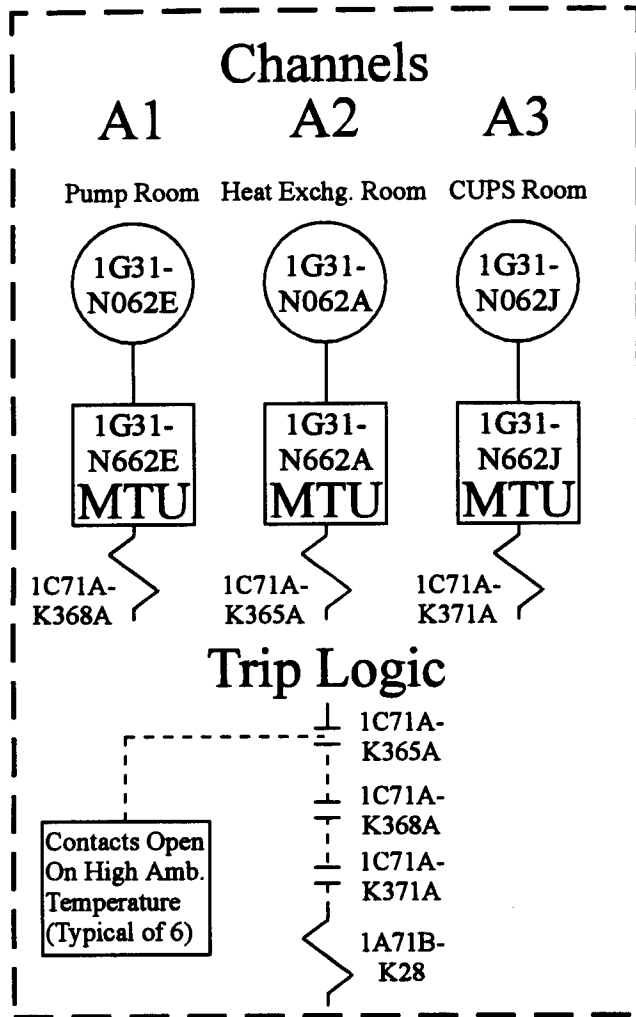 Channels
A1 A2 A3
Pump Room Heat Exchg. Room CUPS Room
1G31- 1G31- 1G31-
N062E N062A N062J
1G31- 1G31- 1G31-
N662E N662A N662J
MTU MTU MTU
1C71A- 1C71A- 1C71A-
K368A K365A K371A
Trip Logic
1C71A-
K365A
1C71A-
K368A
Contacts Open
On High Amb.
Temperature
(Typical of 6)
1C71A-
K371A
1A71B-
K28